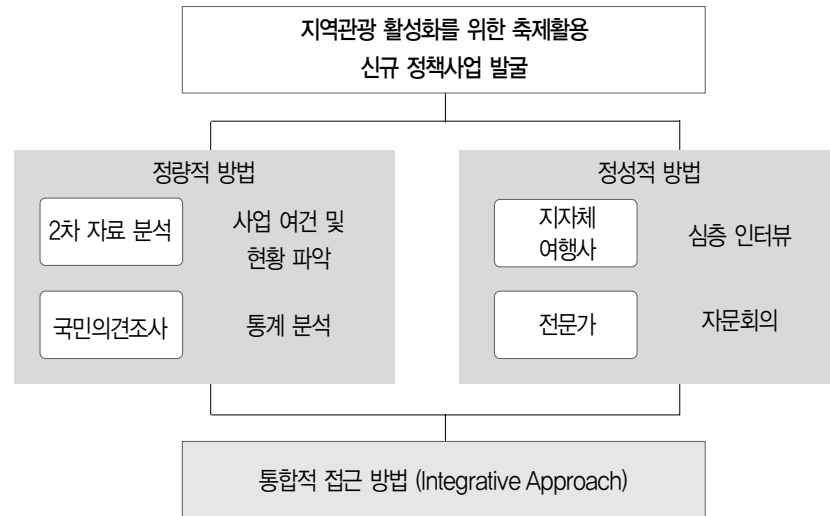 지역관광 활성화를 위한 축제활용
신규 정책사업 발굴
정량적 방법
2차 자료 분석
사업 여건 및
현황 파악
국민의견조사
통계 분석
정성적 방법
지자체
여행사
심층 인터뷰
전문가
자문회의
통합적 접근 방법 (Integrative Approach)